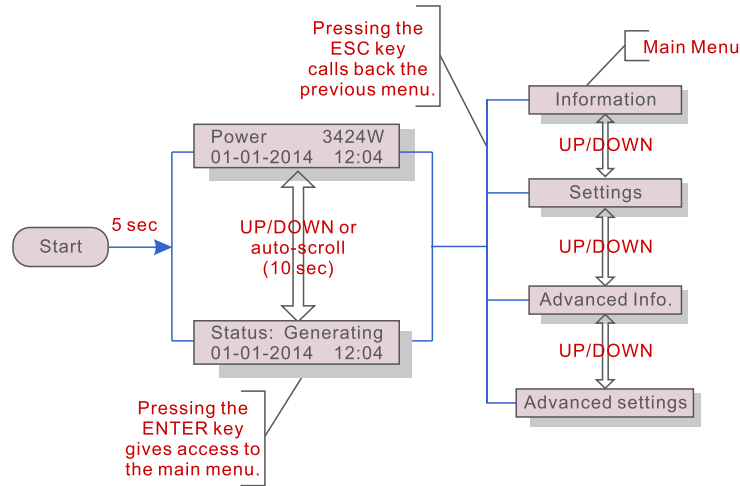 Pressing the
ESC key
calls back the
previous menu.
Main Menu
Information
UP/DOWN
Settings
UP/DOWN
Advanced Info.
UP/DOWN
Advanced settings
Power 3424W
01-01-2014 12:04
UP/DOWN or
auto-scroll
(10 sec)
Status: Generating
01-01-2014 12:04
5 sec
Start
Pressing the
ENTER key
gives access to
the main menu.